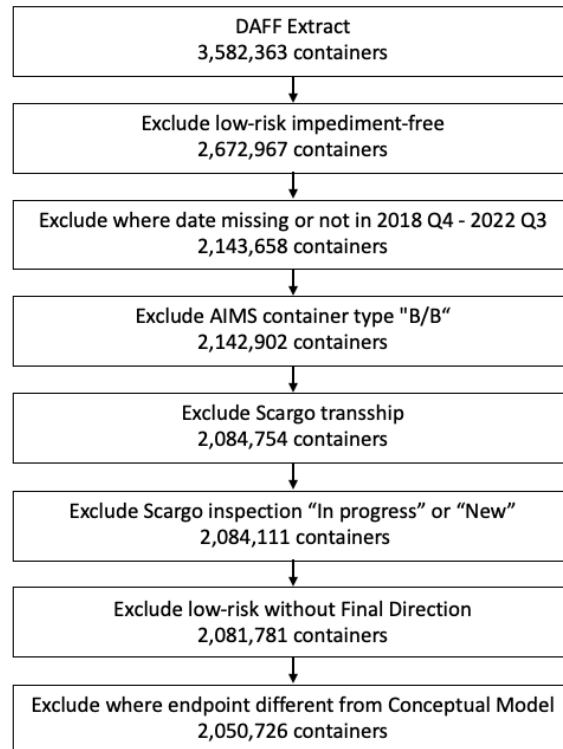 DAFF Extract
3,582,363 containers
Exclude low-risk impediment-free
2,672,967 containers
Exclude where date missing or not in 2018 Q4 - 2022 Q3
2,143,658 containers
Exclude AIMS container type "B/B“
2,142,902 containers
Exclude Scargo transship
2,084,754 containers
Exclude Scargo inspection “In progress” or “New”
2,084,111 containers
Exclude low-risk without Final Direction
2,081,781 containers
Exclude where endpoint different from Conceptual Model
2,050,726 containers